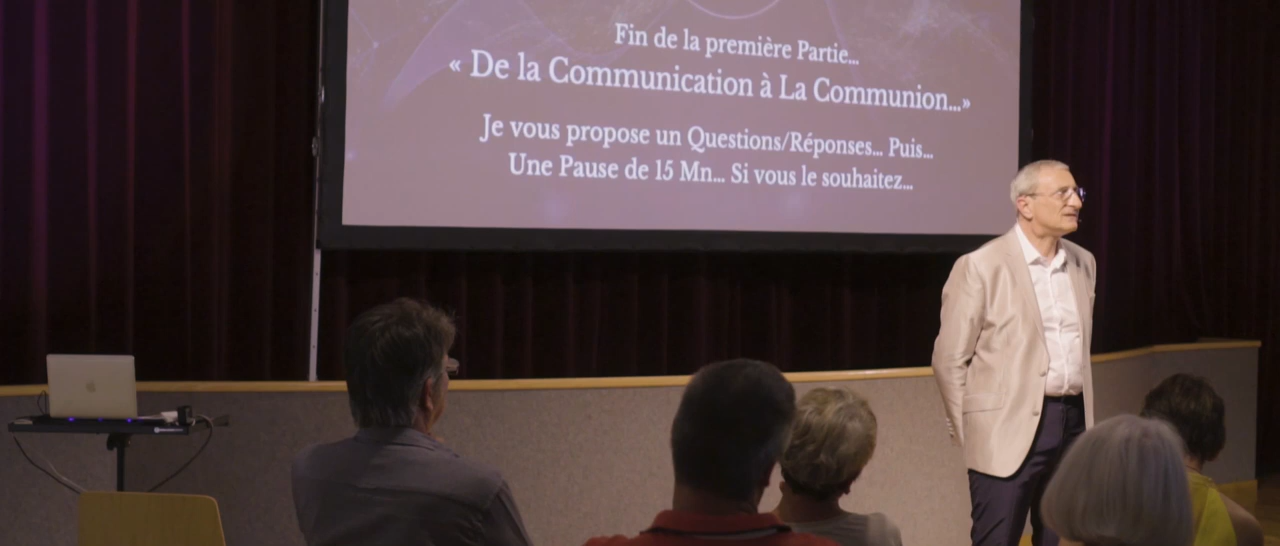 Fin de la première Partie...
« De la Communication à La Communion...»
Je vous propose un Questions/Réponses... Puis...
Une Pause de 15 Mn... Si vous le souhaitez...